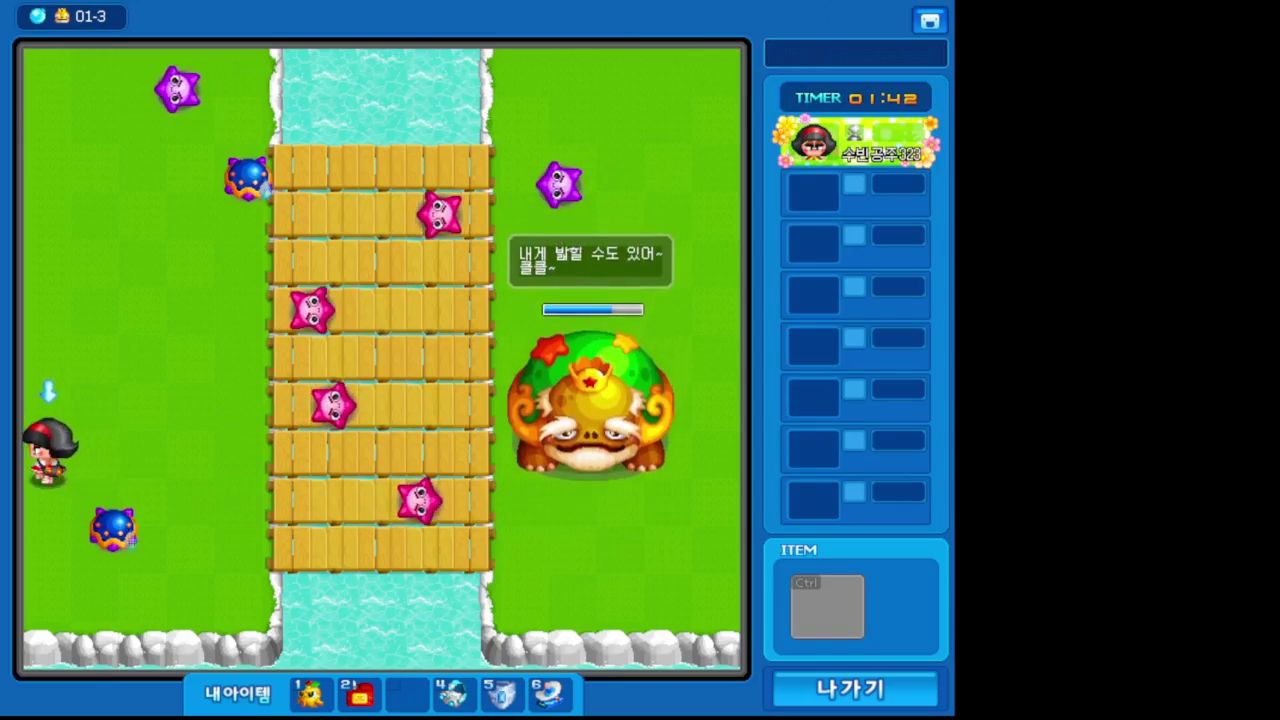 01-3
TIMER 01:42
수빈공주323
내게 밟힐 수도 있어~
클클~
ITEM
Ctrl
내아이템
1
2
4
5
6
나가기